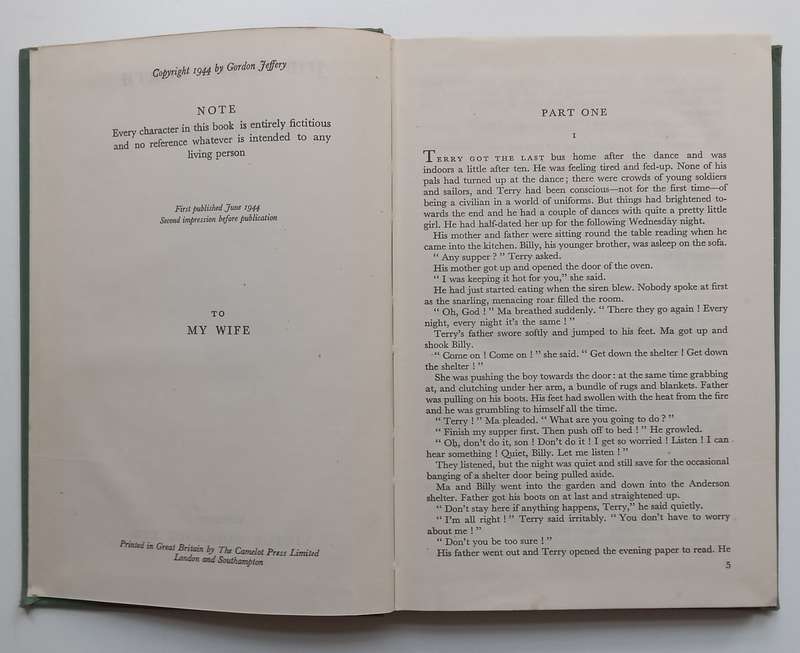 Copyright 1944 by Gordon Jeffery
NOTE
Every character in this book is entirely fictitious
and no reference whatever is intended to any
living person
First published June 1944
Second impression before publication
TO
MY WIFE
Printed in Great Britain by The Camelot Press Limited
London and Southampton
PART ONE
I
TERRY GOT THE LAST bus home after the dance and was
indoors a little after ten. He was feeling tired and fed-up. None of his
pals had turned up at the dance; there were crowds of young soldiers
and sailors, and Terry had been conscious—not for the first time—of
being a civilian in a world of uniforms. But things had brightened to-
wards the end and he had a couple of dances with quite a pretty little
girl. He had half-dated her up for the following Wednesday night.
His mother and father were sitting round the table reading when he
came into the kitchen. Billy, his younger brother, was asleep on the sofa.
“ Any supper ? ” Terry asked.
His mother got up and opened the door of the oven.
“ I was keeping it hot for you,” she said.
He had just started eating when the siren blew. Nobody spoke at first
as the snarling, menacing roar filled the room.
“ Oh, God ! ” Ma breathed suddenly. “ There they go again ! Every
night, every night it’s the same ! ”
Terry’s father swore softly and jumped to his feet. Ma got up and
shook Billy.
“ Come on ! Come on ! ” she said. “ Get down the shelter ! Get down
the shelter ! ”
She was pushing the boy towards the door: at the same time grabbing
at, and clutching under her arm, a bundle of rugs and blankets. Father
was pulling on his boots. His feet had swollen with the heat from the fire
and he was grumbling to himself all the time.
“ Terry ! ” Ma pleaded. “ What are you going to do ? ”
“ Finish my supper first. Then push off to bed ! ” He growled.
“ Oh, don’t do it, son ! Don’t do it ! I get so worried ! Listen ! I can
hear something ! Quiet, Billy. Let me listen ! ”
They listened, but the night was quiet and still save for the occasional
banging of a shelter door being pulled aside.
Ma and Billy went into the garden and down into the Anderson
shelter. Father got his boots on at last and straightened up.
“ Don’t stay here if anything happens, Terry,” he said quietly.
“ I’m all right ! ” Terry said irritably. “ You don’t have to worry
about me ! ”
“ Don’t you be too sure ! ”
His father went out and Terry opened the evening paper to read. He
5